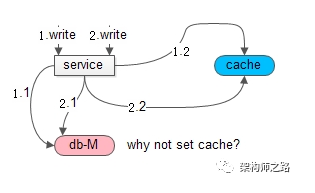 1.write 2.write
1.2
service
cache
1.1
2.1
2.2
db-M
why not set cache?
架构师之路